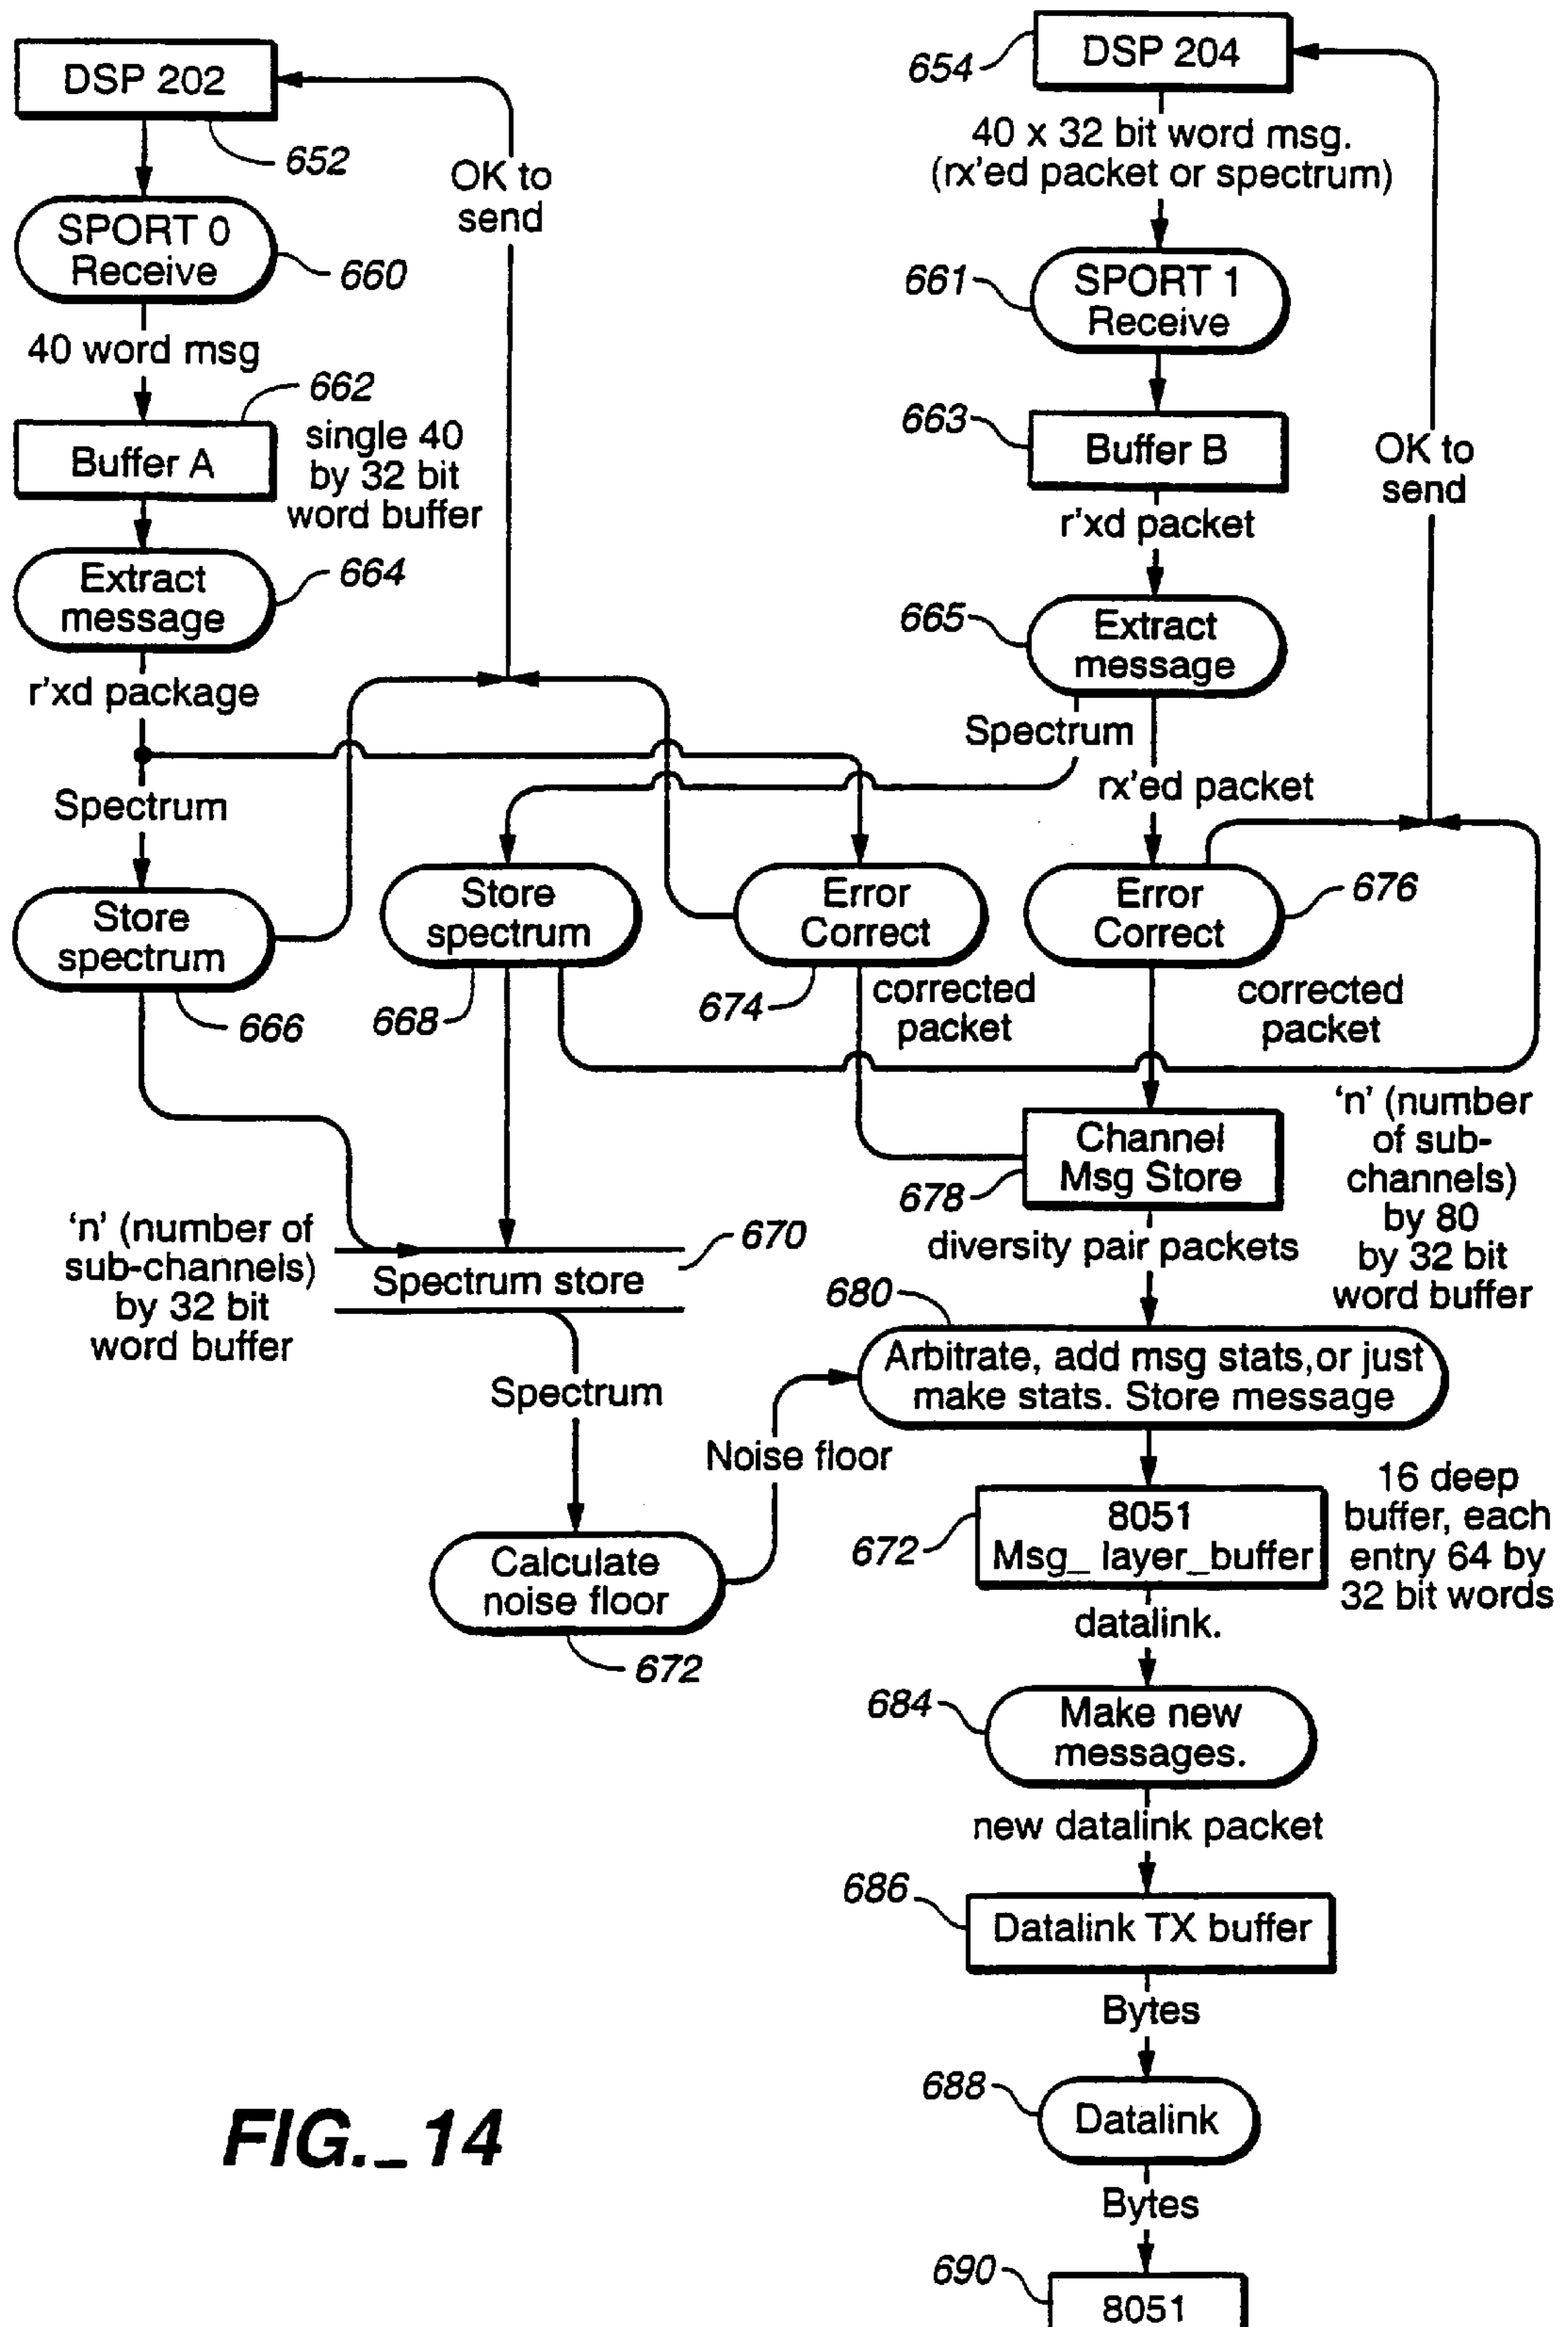 DSP 202
652
SPORT 0
Receive
660
40 word msg
662
Buffer A
single 40
by 32 bit
word buffer
Extract
message
664
r'xd package
Spectrum
Store
spectrum
666
OK to
send
654
DSP 204
40 x 32 bit word msg.
(rx'ed packet or spectrum)
661
SPORT 1
Receive
663
Buffer B
r'xd packet
OK to
send
665
Extract
message
Spectrum
rx'ed packet
Store
spectrum
668
Error
Correct
674
corrected
packet
Error
Correct
676
corrected
packet
Channel
Msg Store
678
'n' (number
of sub-
channels)
by 80
by 32 bit
word buffer
diversity pair packets
'n' (number of
sub-channels)
by 32 bit
word buffer
670
Spectrum store
Spectrum
Calculate
noise floor
672
Noise floor
680
Arbitrate, add msg stats,or just
make stats. Store message
8051
Msg_ layer_buffer
672
16 deep
buffer, each
entry 64 by
32 bit words
datalink.
684
Make new
messages.
new datalink packet
686
Datalink TX buffer
Bytes
688
Datalink
Bytes
690
8051
FIG._14